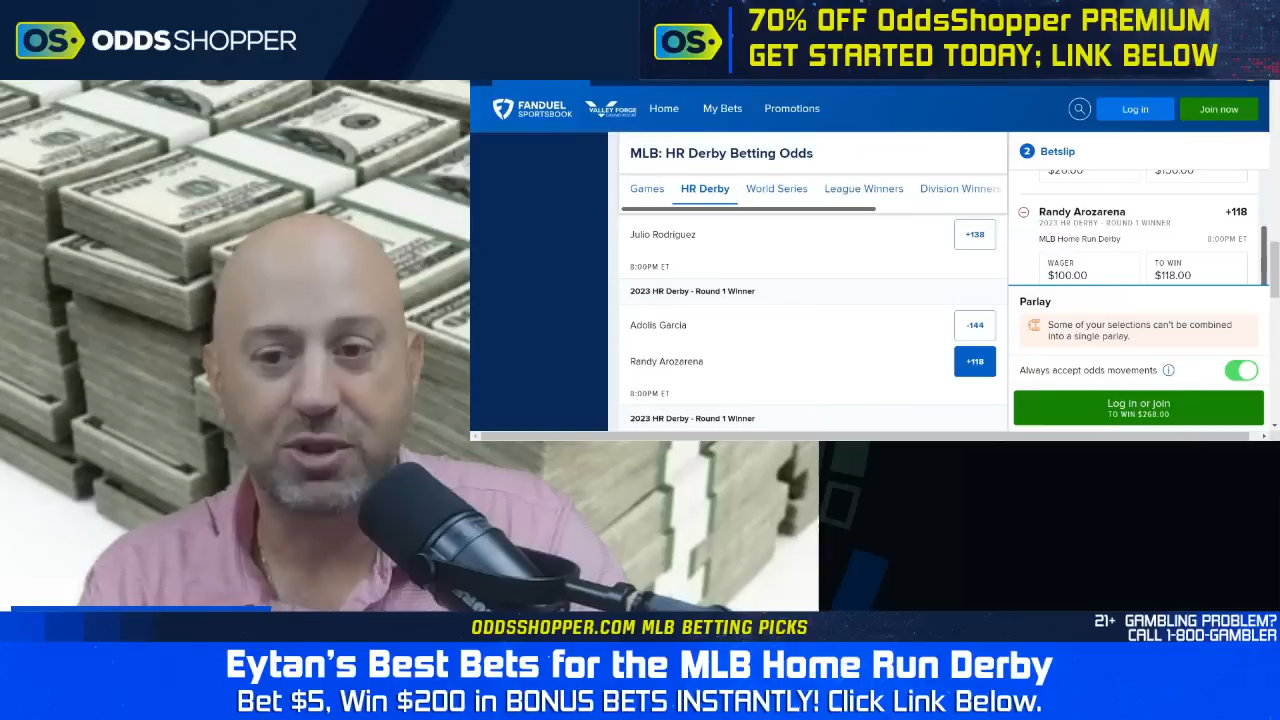 OS
ODDSSHOPPER
OS
70% OFF OddsShopper PREMIUM
GET STARTED TODAY; LINK BELOW
FANDUEL
SPORTSBOOK
VALLEY FORGE
Home
My Bets
Promotions
Log in
Join now
MLB: HR Derby Betting Odds
Games
HR Derby
World Series
League Winners
Division Winners
Julio Rodriguez
+138
8:00PM ET
2023 HR Derby - Round 1 Winner
Adolis Garcia
-144
Randy Arozarena
+118
8:00PM ET
2023 HR Derby - Round 1 Winner
2
Betslip
$20.00
$150.00
Randy Arozarena
+118
2023 HR DERBY - ROUND 1 WINNER
MLB Home Run Derby
8:00PM ET
WAGER
TO WIN
$100.00
$118.00
Parlay
Some of your selections can't be combined
into a single parlay.
Always accept odds movements
Log in or join
TO WIN $268.00
ODDSSHOPPER.COM MLB BETTING PICKS
21+ GAMBLING PROBLEM?
CALL 1-800-GAMBLER
Eytan's Best Bets for the MLB Home Run Derby
Bet $5, Win $200 in BONUS BETS INSTANTLY! Click Link Below.